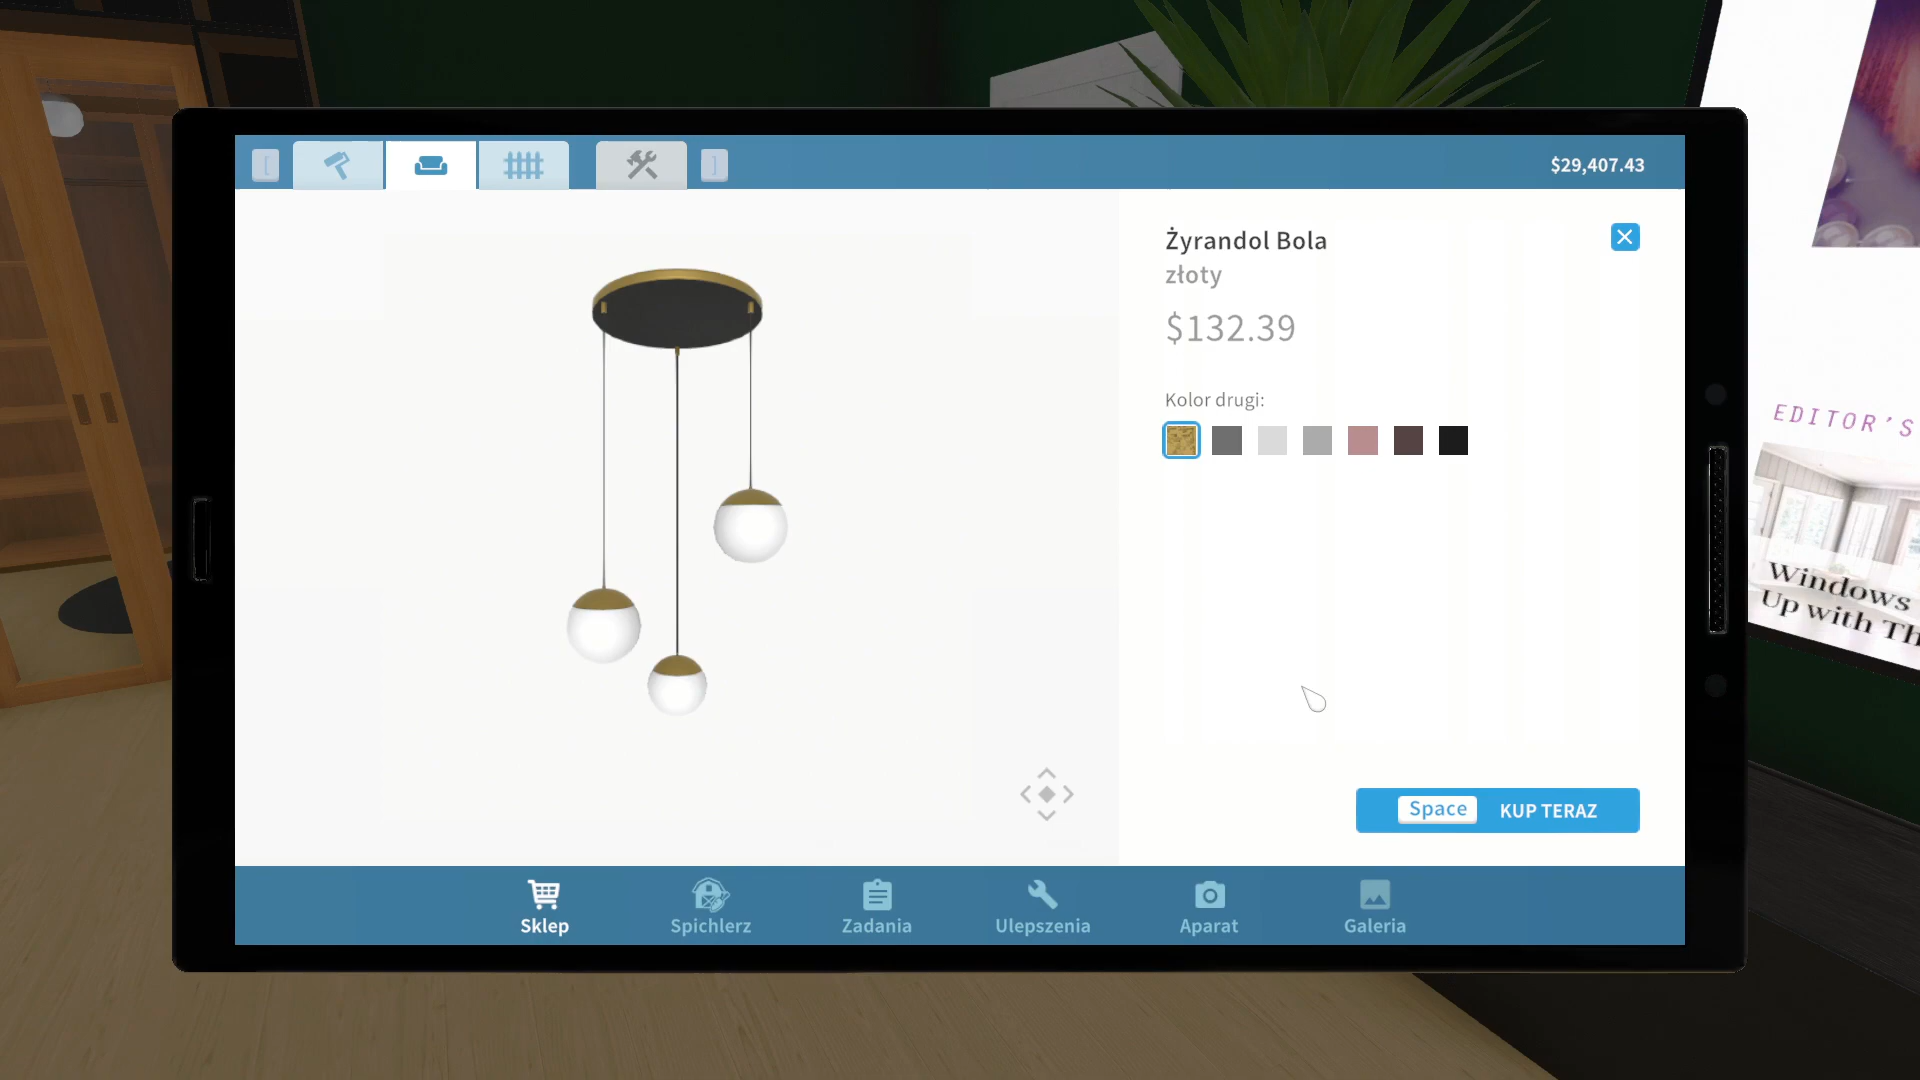 [
]
$29,407.43
Żyrandol Bola
złoty
$132.39
Kolor drugi:
Space KUP TERAZ
Sklep
Spichlerz
Zadania
Ulepszenia
Aparat
Galeria
EDITOR'S
Windows
Up with Th